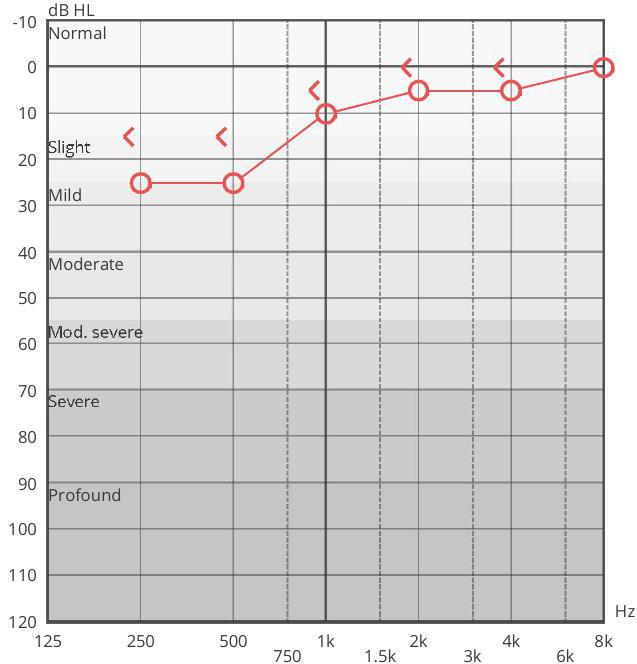 dB HL
-10
Normal
0
10
Slight
20
Mild
30
40
Moderate
50
Mod. severe
60
70
Severe
80
90
Profound
100
110
120
Hz
125 250 500 1k 2k 4k 8k
750 1.5k 3k 6k